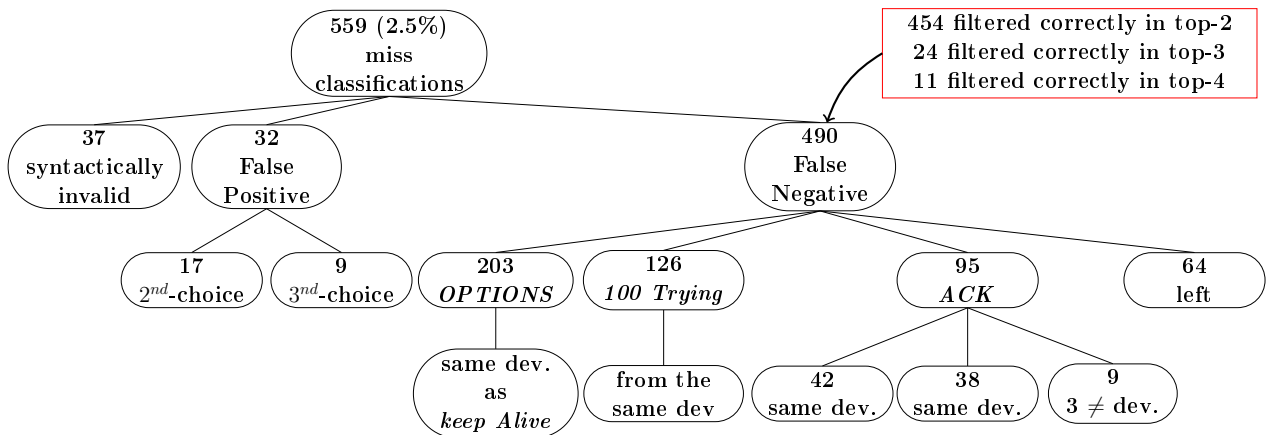 559 (2.5%)
miss
classifications
454 filtered correctly in top-2
24 filtered correctly in top-3
11 filtered correctly in top-4
37
syntactically
invalid
32
False
Positive
490
False
Negative
17
2nd-choice
9
3nd-choice
203
OPTIONS
126
100 Trying
95
ACK
64
left
same dev.
as
keep Alive
from the
same dev
42
same dev.
38
same dev.
9
3 ≠ dev.